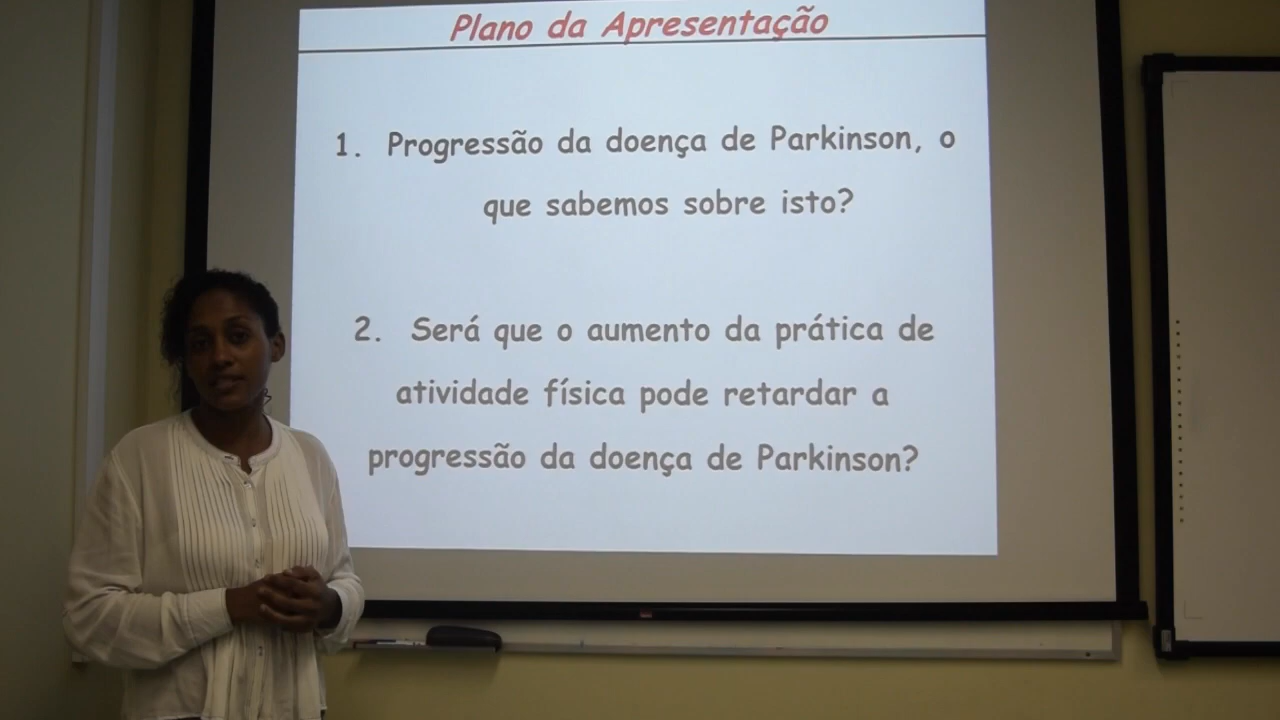 Plano da Apresentação
1. Progressão da doença de Parkinson, o
que sabemos sobre isto?
2. Será que o aumento da prática de
atividade física pode retardar a
progressão da doença de Parkinson?